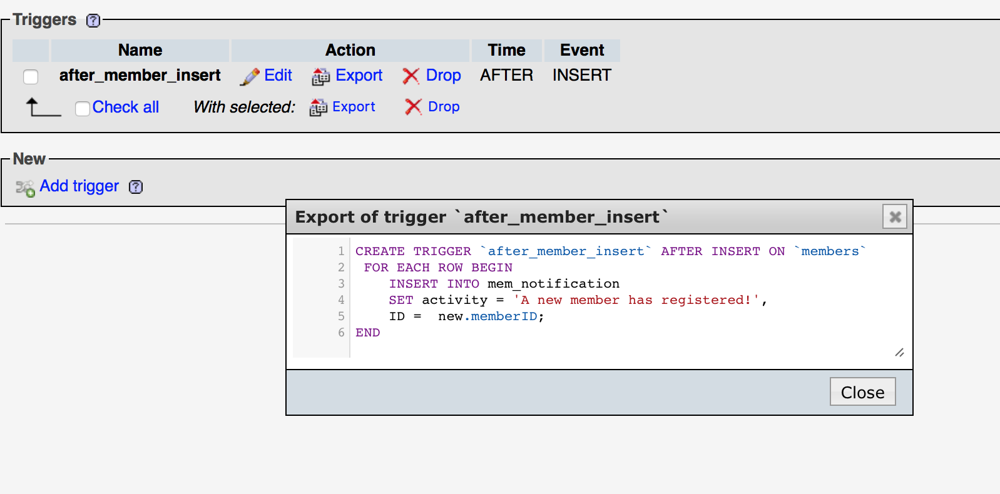 Triggers ?
Name Action Time Event
after_member_insert Edit Export Drop AFTER INSERT
Check all With selected: Export Drop
New
Add trigger ?
Export of trigger `after_member_insert`
1 CREATE TRIGGER `after_member_insert` AFTER INSERT ON `members`
2 FOR EACH ROW BEGIN
3 INSERT INTO mem_notification
4 SET activity = 'A new member has registered!',
5 ID =  new.memberID;
6 END
Close